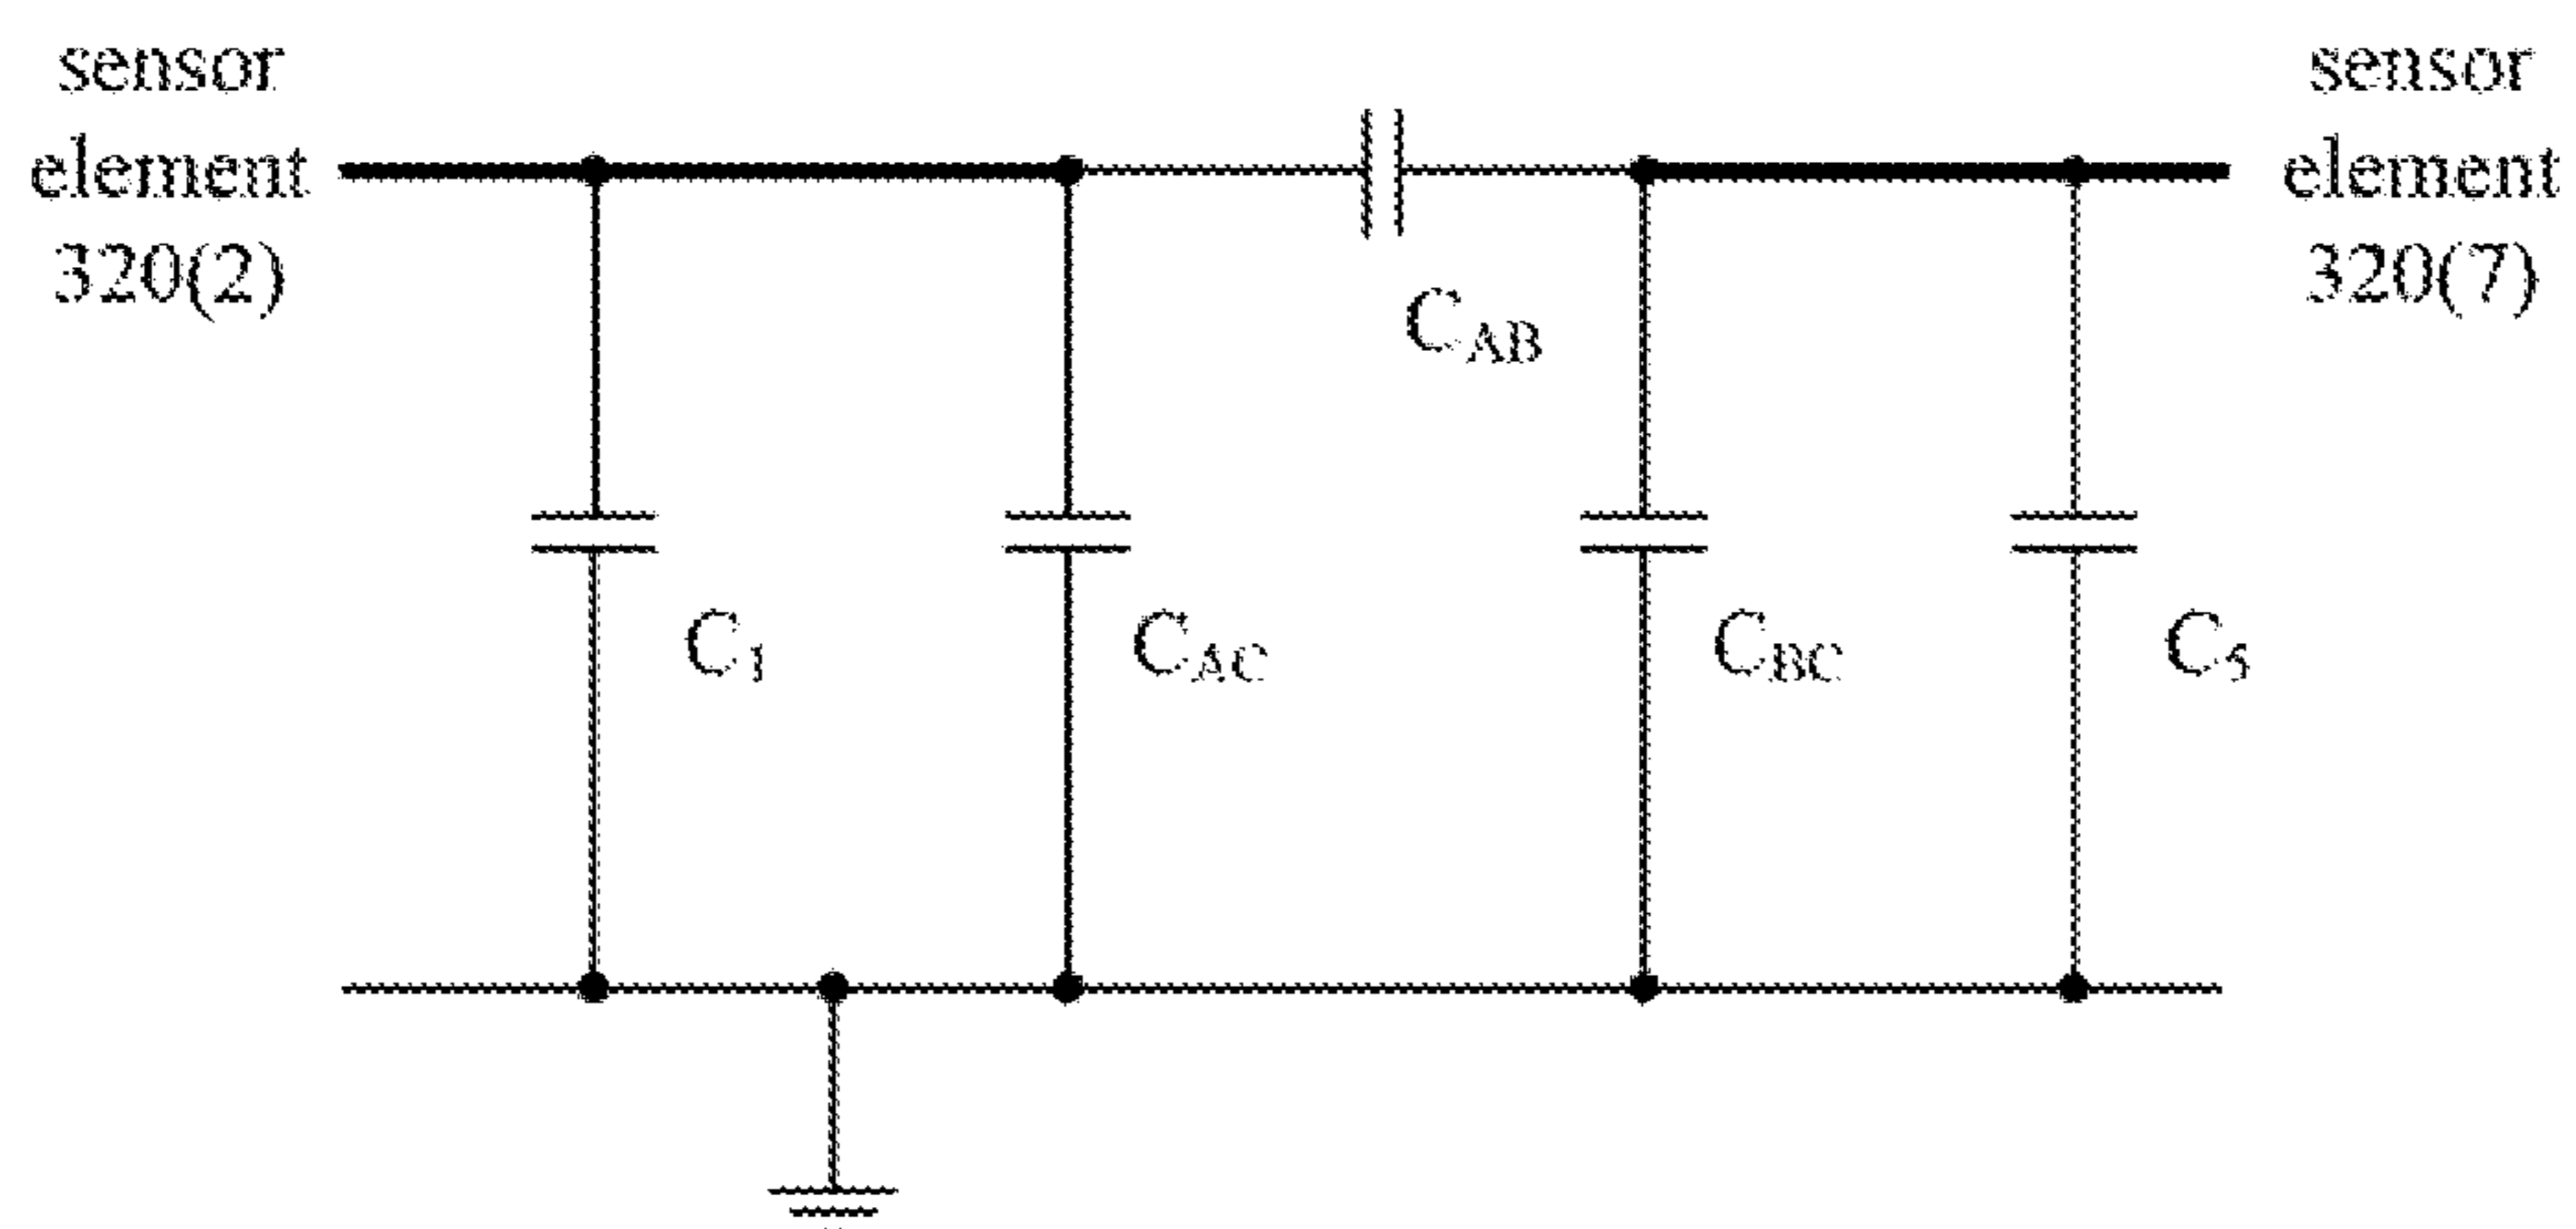 sensor
element
320(2)
sensor
element
320(7)
C_AB
C_1
C_AC
C_BC
C_5